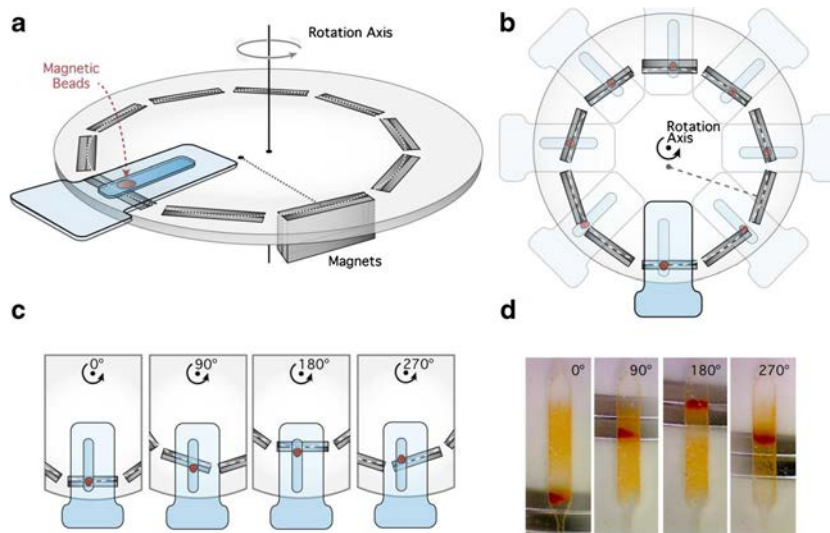 a
Rotation Axis
Magnetic
Beads
Magnets
b
Rotation
Axis
c
0°
90°
180°
270°
d
0°
90°
180°
270°